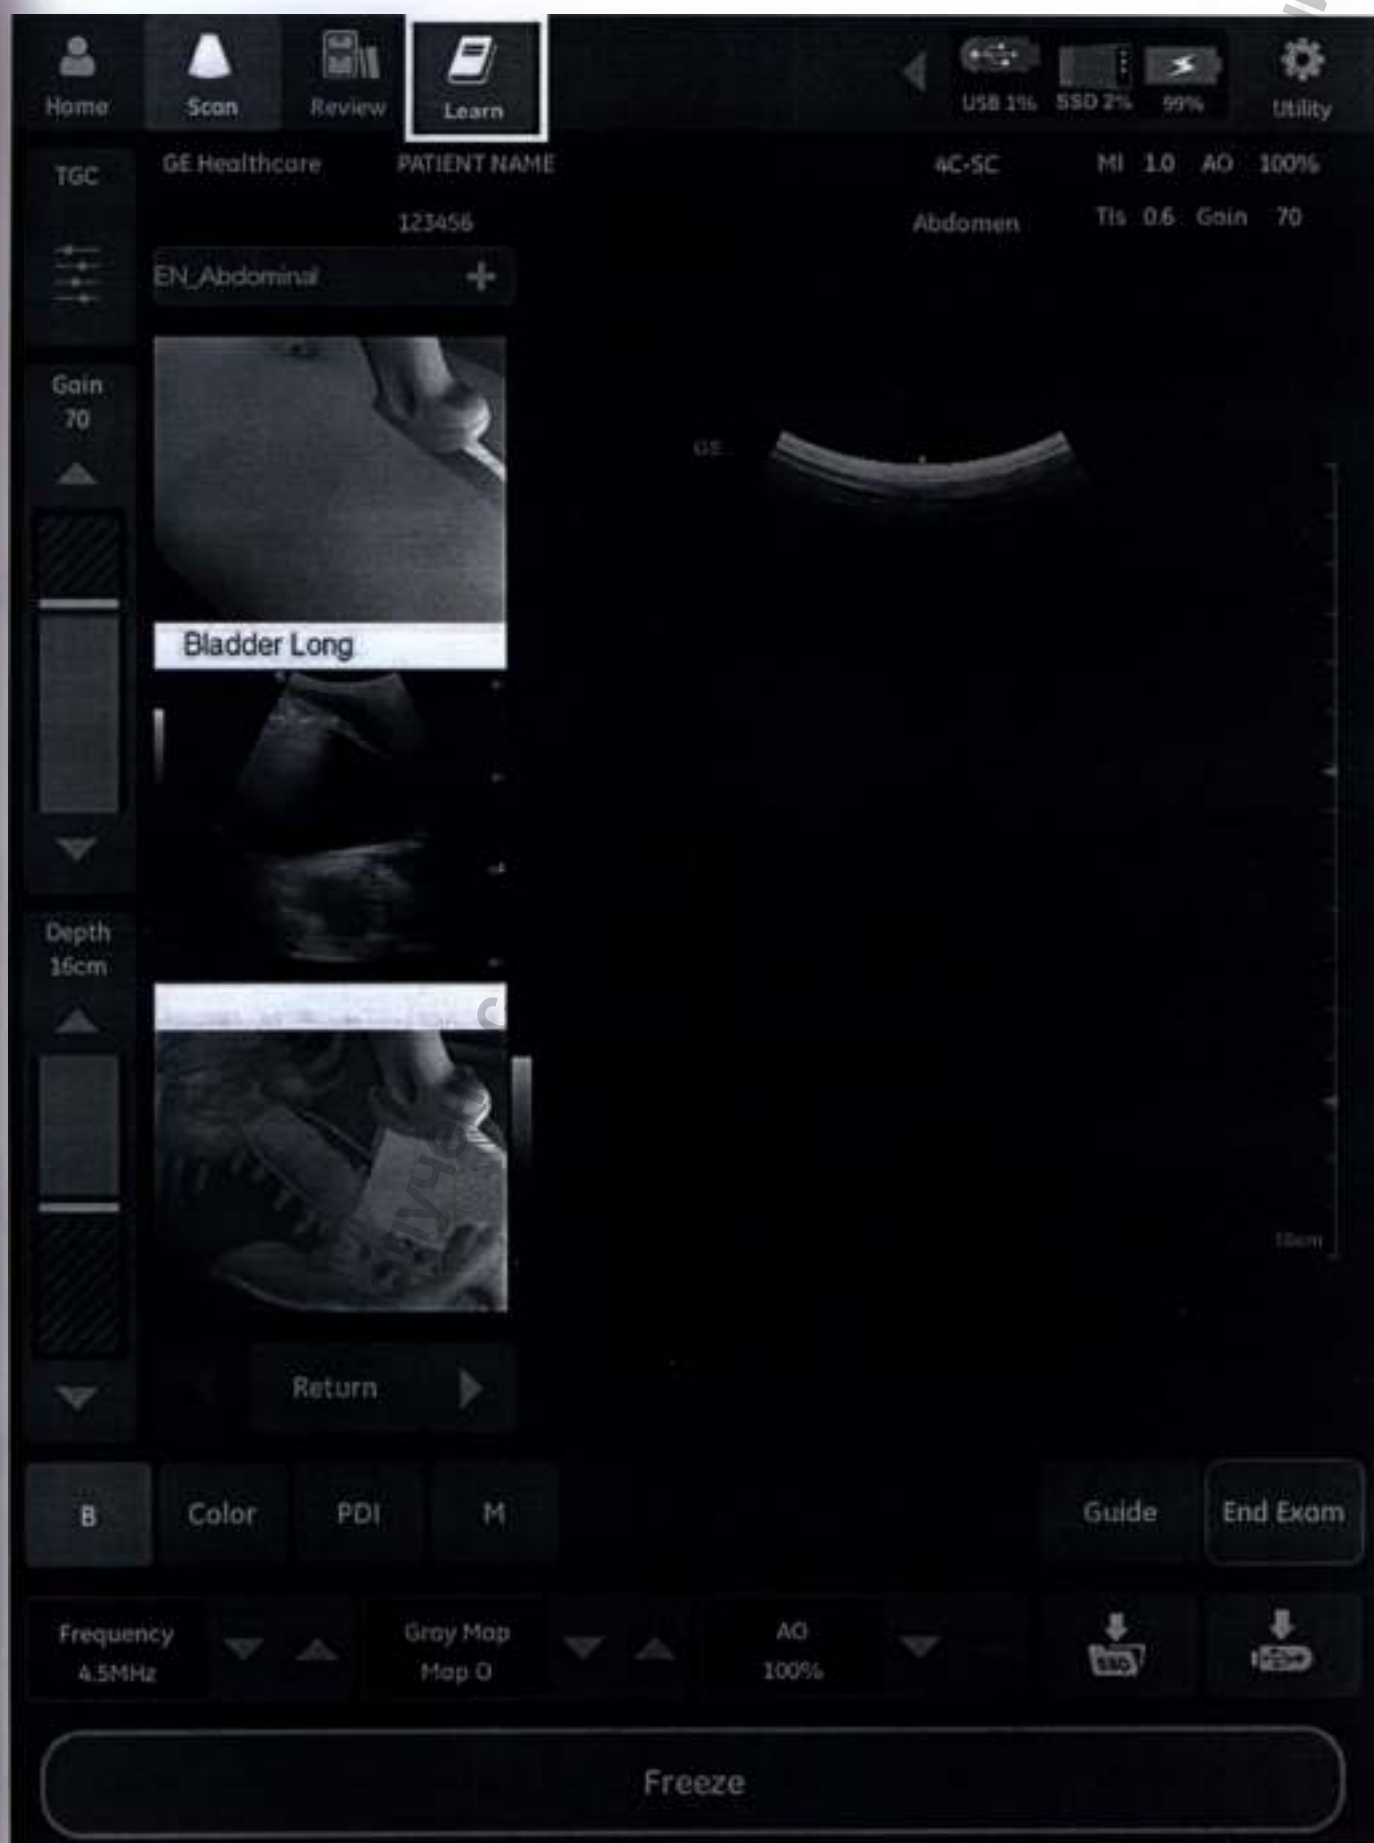 Home
Scan
Review
Learn
USB 1%
SSD 2%
99%
Utility
TGC
GE Healthcare
PATIENT NAME
4C-SC
MI 1.0 AO 100%
123456
Abdomen
TIs 0.6 Gain 70
EN_Abdominal
Gain
70
GE
Bladder Long
Depth
16cm
Return
B
Color
PDI
M
Guide
End Exam
Frequency
4.5MHz
Gray Map
Map 0
AO
100%
SSD
Freeze